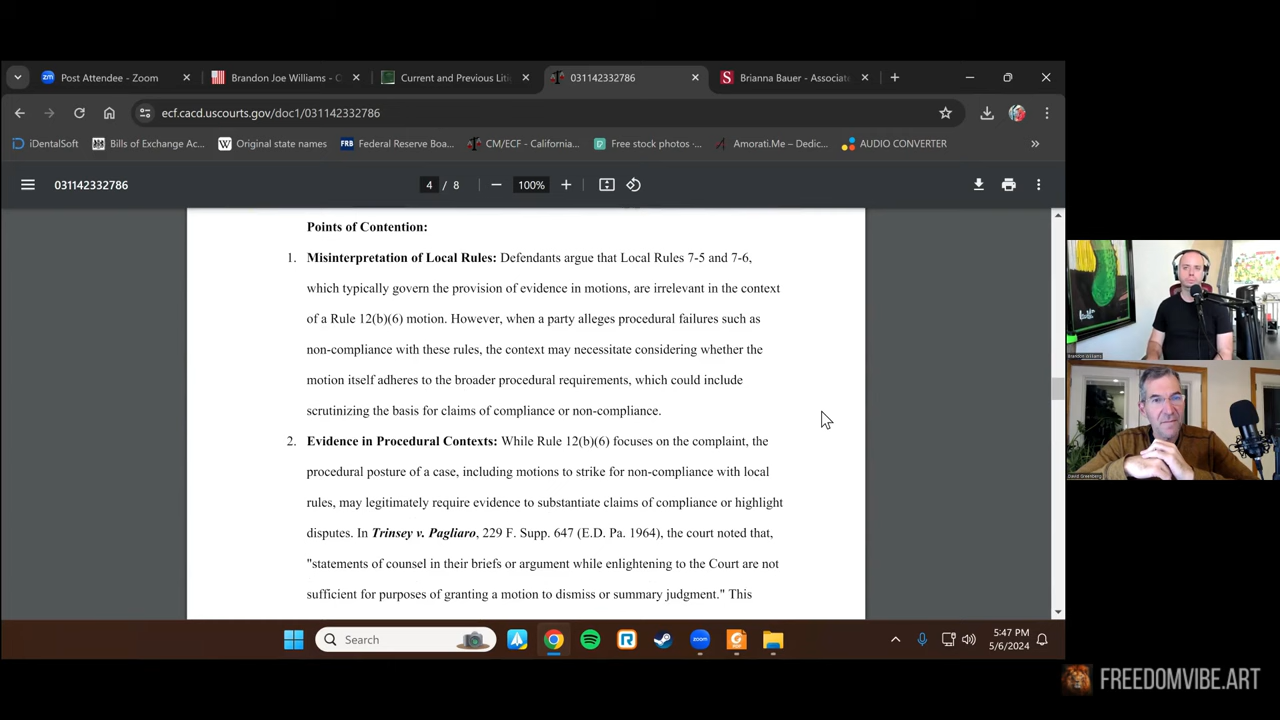 Post Attendee - Zoom
Brandon Joe Williams - C
Current and Previous Liti
031142332786
Brianna Bauer - Associat
ecf.cacd.uscourts.gov/doc1/031142332786
iDentalSoft
Bills of Exchange Ac...
Original state names
FRB
Federal Reserve Boa...
CM/ECF - California...
Free stock photos -...
Amorati.Me – Dedic...
AUDIO CONVERTER
031142332786
4 / 8
100%
Points of Contention:
1. Misinterpretation of Local Rules: Defendants argue that Local Rules 7-5 and 7-6,
which typically govern the provision of evidence in motions, are irrelevant in the context
of a Rule 12(b)(6) motion. However, when a party alleges procedural failures such as
non-compliance with these rules, the context may necessitate considering whether the
motion itself adheres to the broader procedural requirements, which could include
scrutinizing the basis for claims of compliance or non-compliance.
2. Evidence in Procedural Contexts: While Rule 12(b)(6) focuses on the complaint, the
procedural posture of a case, including motions to strike for non-compliance with local
rules, may legitimately require evidence to substantiate claims of compliance or highlight
disputes. In Trinsey v. Pagliaro, 229 F. Supp. 647 (E.D. Pa. 1964), the court noted that,
"statements of counsel in their briefs or argument while enlightening to the Court are not
sufficient for purposes of granting a motion to dismiss or summary judgment." This
Brandon Williams
David Greenberg
Search
5:47 PM
5/6/2024
FREEDOMVIBE.ART